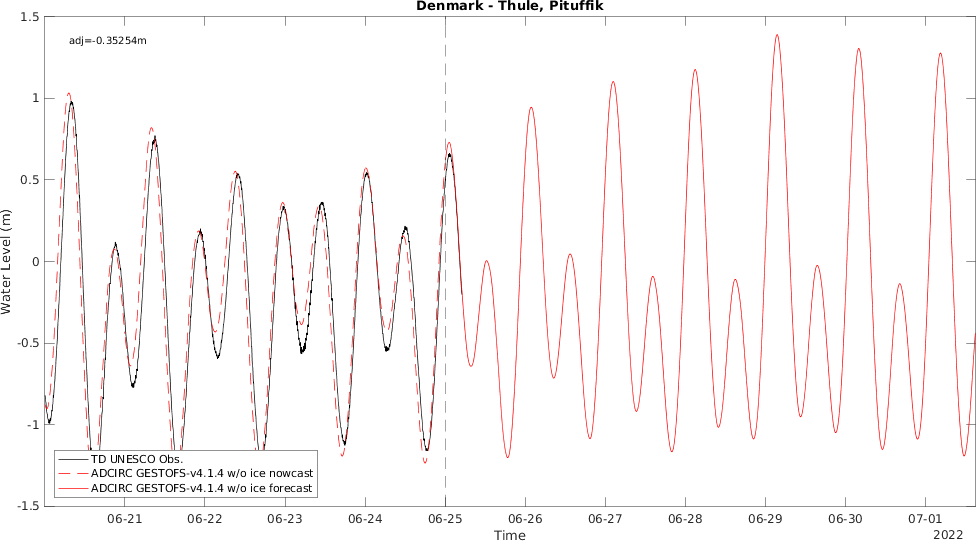 Denmark - Thule, Pituffik
adj=-0.35254m
1.5
1
0.5
0
-0.5
-1
-1.5
Water Level (m)
TD UNESCO Obs.
ADCIRC GESTOFS-v4.1.4 w/o ice nowcast
ADCIRC GESTOFS-v4.1.4 w/o ice forecast
06-21 06-22 06-23 06-24 06-25 06-26 06-27 06-28 06-29 06-30 07-01
Time
2022